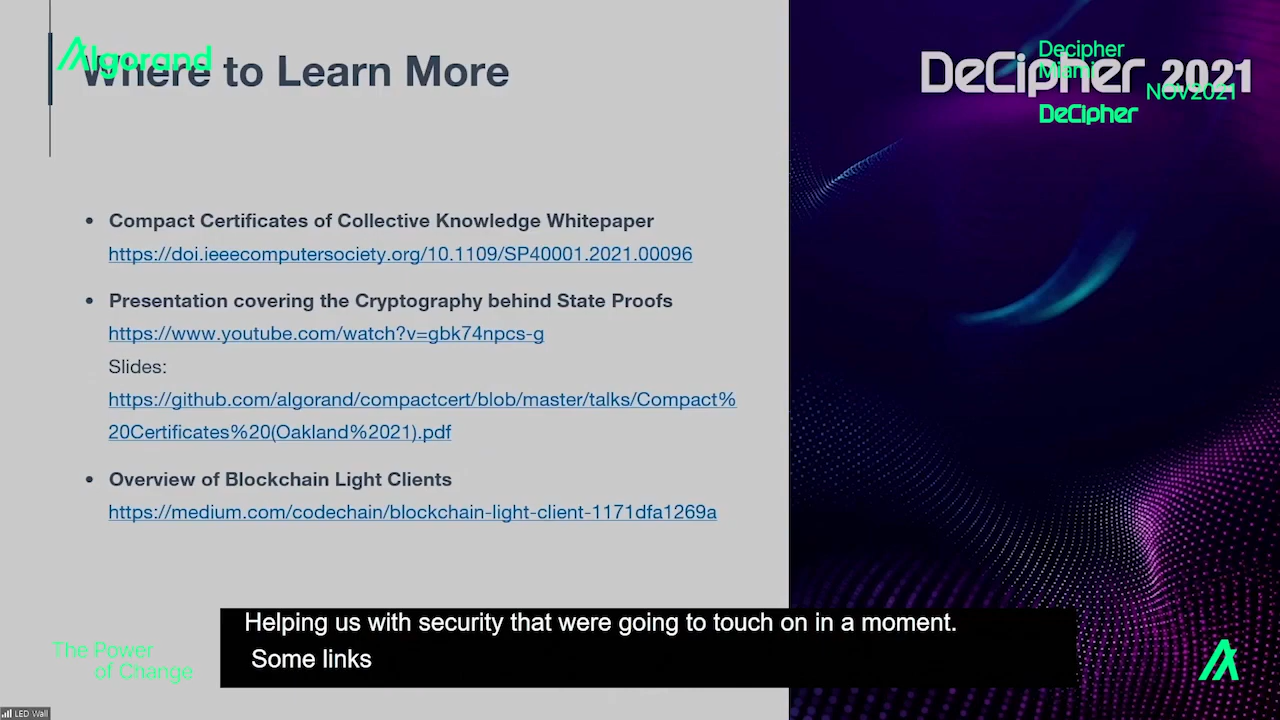 Algorand
Where to Learn More
Decipher
Miami
DeCipher 2021
NOV2021
DeCipher
• Compact Certificates of Collective Knowledge Whitepaper
https://doi.ieeecomputersociety.org/10.1109/SP40001.2021.00096
• Presentation covering the Cryptography behind State Proofs
https://www.youtube.com/watch?v=gbk74npcs-g
Slides:
https://github.com/algorand/compactcert/blob/master/talks/Compact%
20Certificates%20(Oakland%2021).pdf
• Overview of Blockchain Light Clients
https://medium.com/codechain/blockchain-light-client-1171dfa1269a
Helping us with security that were going to touch on in a moment.
Some links
The Power
of Change
LED Wall